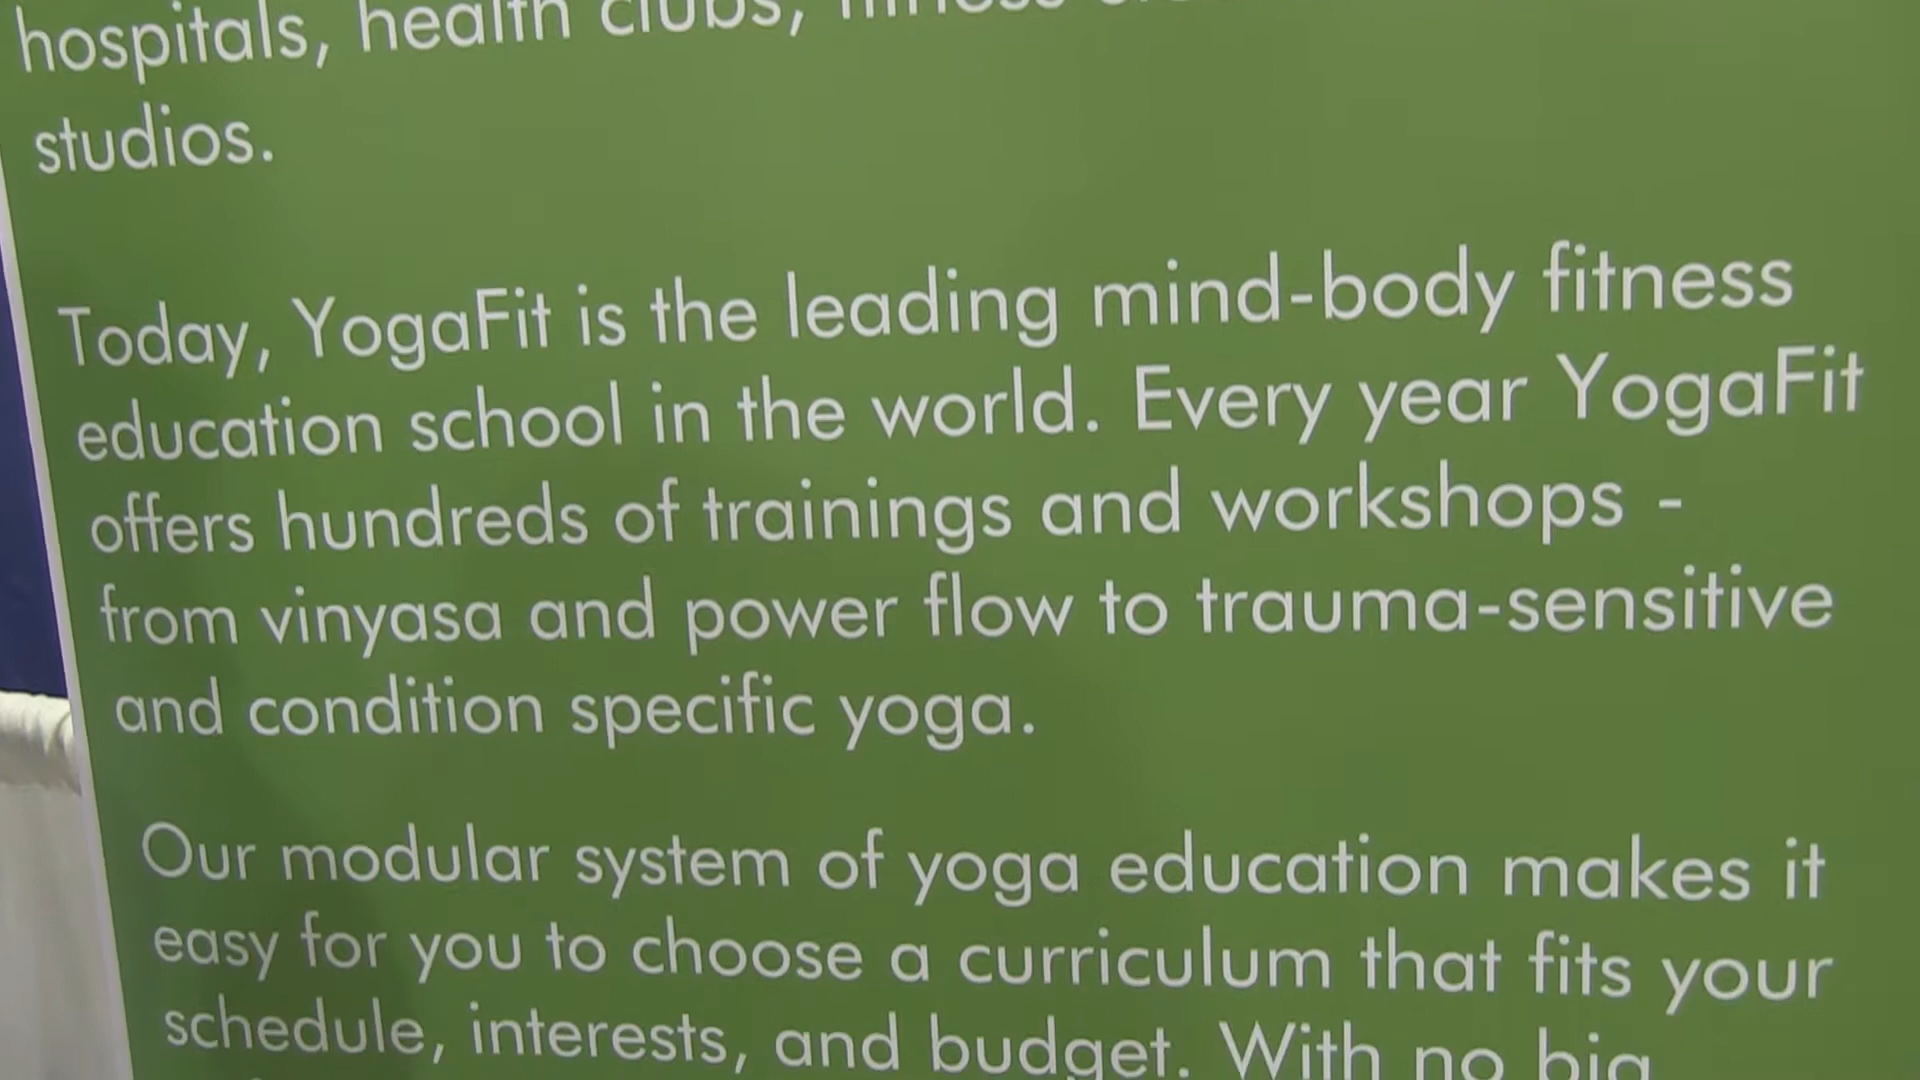 hospitals, health clubs, fitness
studios.
Today, YogaFit is the leading mind-body fitness
education school in the world. Every year YogaFit
offers hundreds of trainings and workshops -
from vinyasa and power flow to trauma-sensitive
and condition specific yoga.
Our modular system of yoga education makes it
easy for you to choose a curriculum that fits your
schedule, interests, and budget. With no big